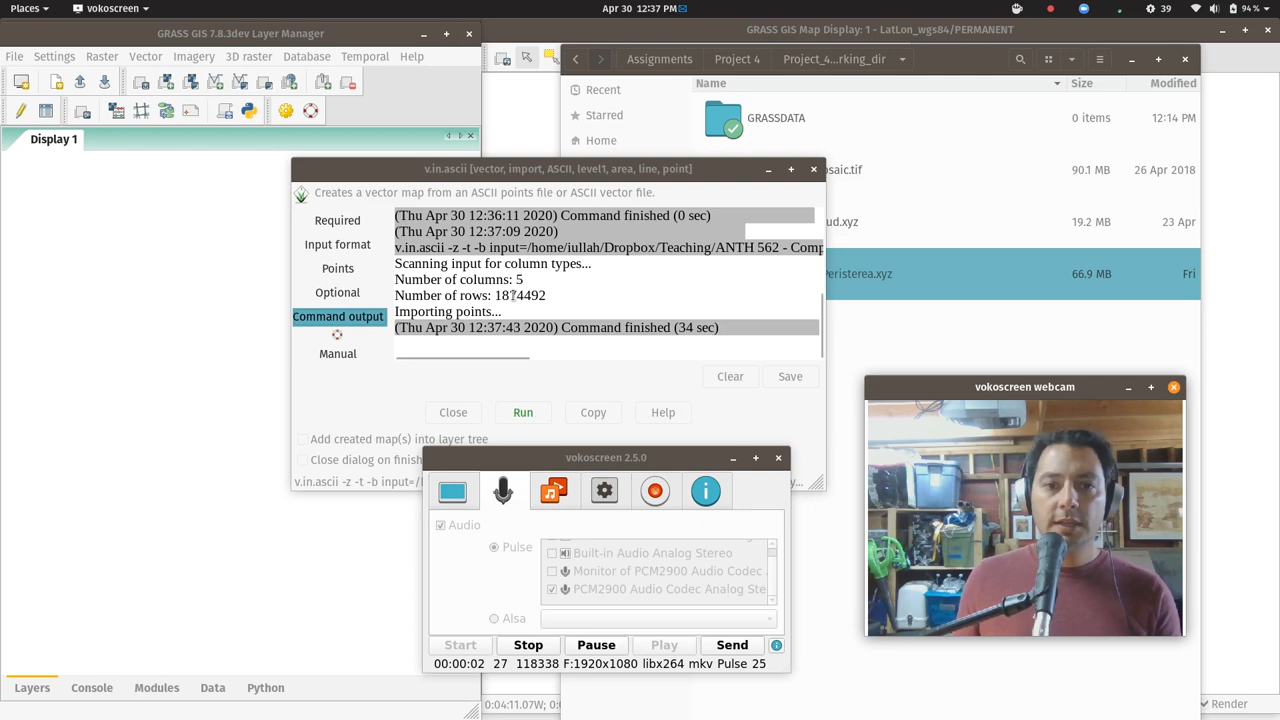 Places
vokoscreen
Apr 30 12:37 PM
39
94 %
GRASS GIS 7.8.3dev Layer Manager
GRASS GIS Map Display: 1 - LatLon_wgs84/PERMANENT
File Settings Raster Vector Imagery 3D raster Database Temporal Help
Display 1
Assignments Project 4 Project_4...rking_dir
Recent
Starred
Home
Name Size Modified
GRASSDATA 0 items 12:14 PM
osaic.tif 90.1 MB 26 Apr 2018
ud.xyz 19.2 MB 23 Apr
Peristerea.xyz 66.9 MB Fri
v.in.ascii [vector, import, ASCII, level1, area, line, point]
Creates a vector map from an ASCII points file or ASCII vector file.
Required
Input format
Points
Optional
Command output
Manual
(Thu Apr 30 12:36:11 2020) Command finished (0 sec)
(Thu Apr 30 12:37:09 2020)
v.in.ascii -z -t -b input=/home/iullah/Dropbox/Teaching/ANTH 562 - Comp
Scanning input for column types...
Number of columns: 5
Number of rows: 1874492
Importing points...
(Thu Apr 30 12:37:43 2020) Command finished (34 sec)
Clear Save
Close Run Copy Help
Add created map(s) into layer tree
Close dialog on finish
v.in.ascii -z -t -b input=/
vokoscreen webcam
vokoscreen 2.5.0
Audio
Pulse
Built-in Audio Analog Stereo
Monitor of PCM2900 Audio Codec
PCM2900 Audio Codec Analog Ste
Alsa
Start Stop Pause Play Send
00:00:02 27 118338 F:1920x1080 libx264 mkv Pulse 25
Layers Console Modules Data Python
0:04:11.07W; 0:
Render